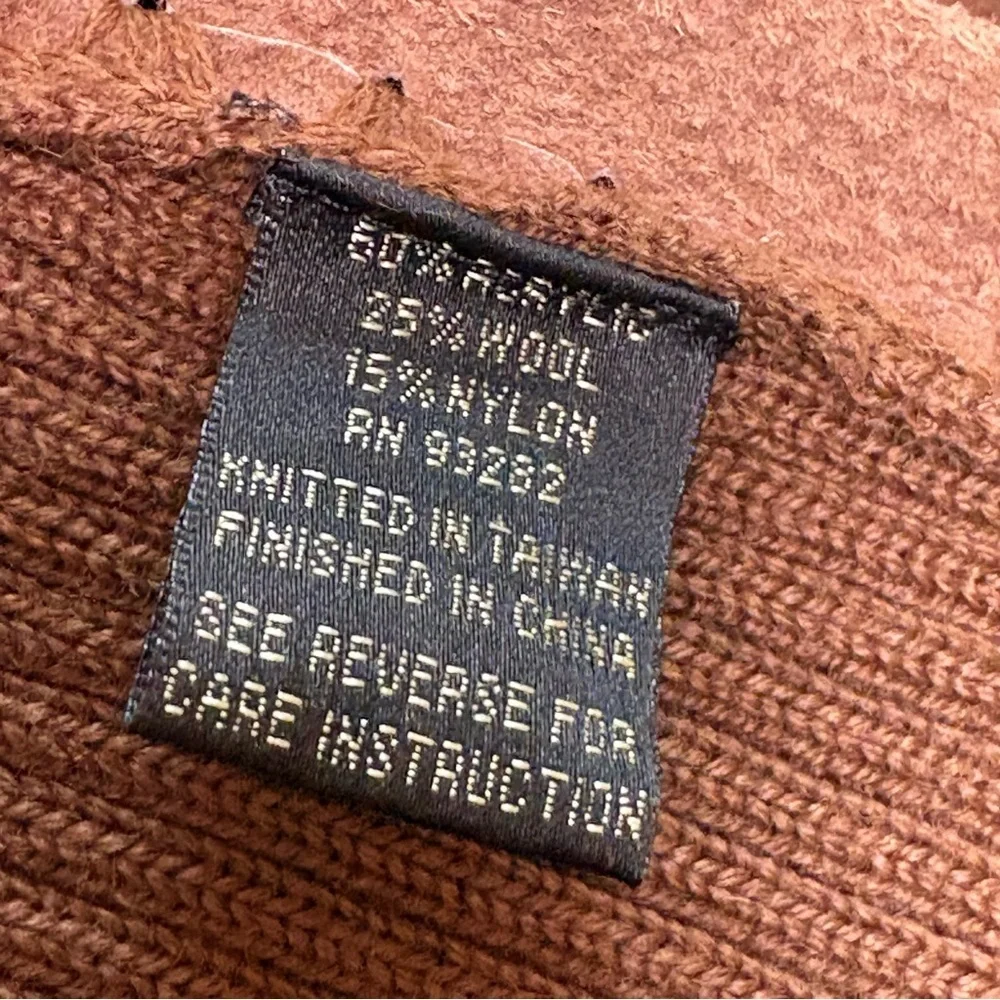 60% ACRYLIC
25% WOOL
15% NYLON
RN 93282
KNITTED IN TAIWAN
FINISHED IN CHINA
SEE REVERSE FOR
CARE INSTRUCTION